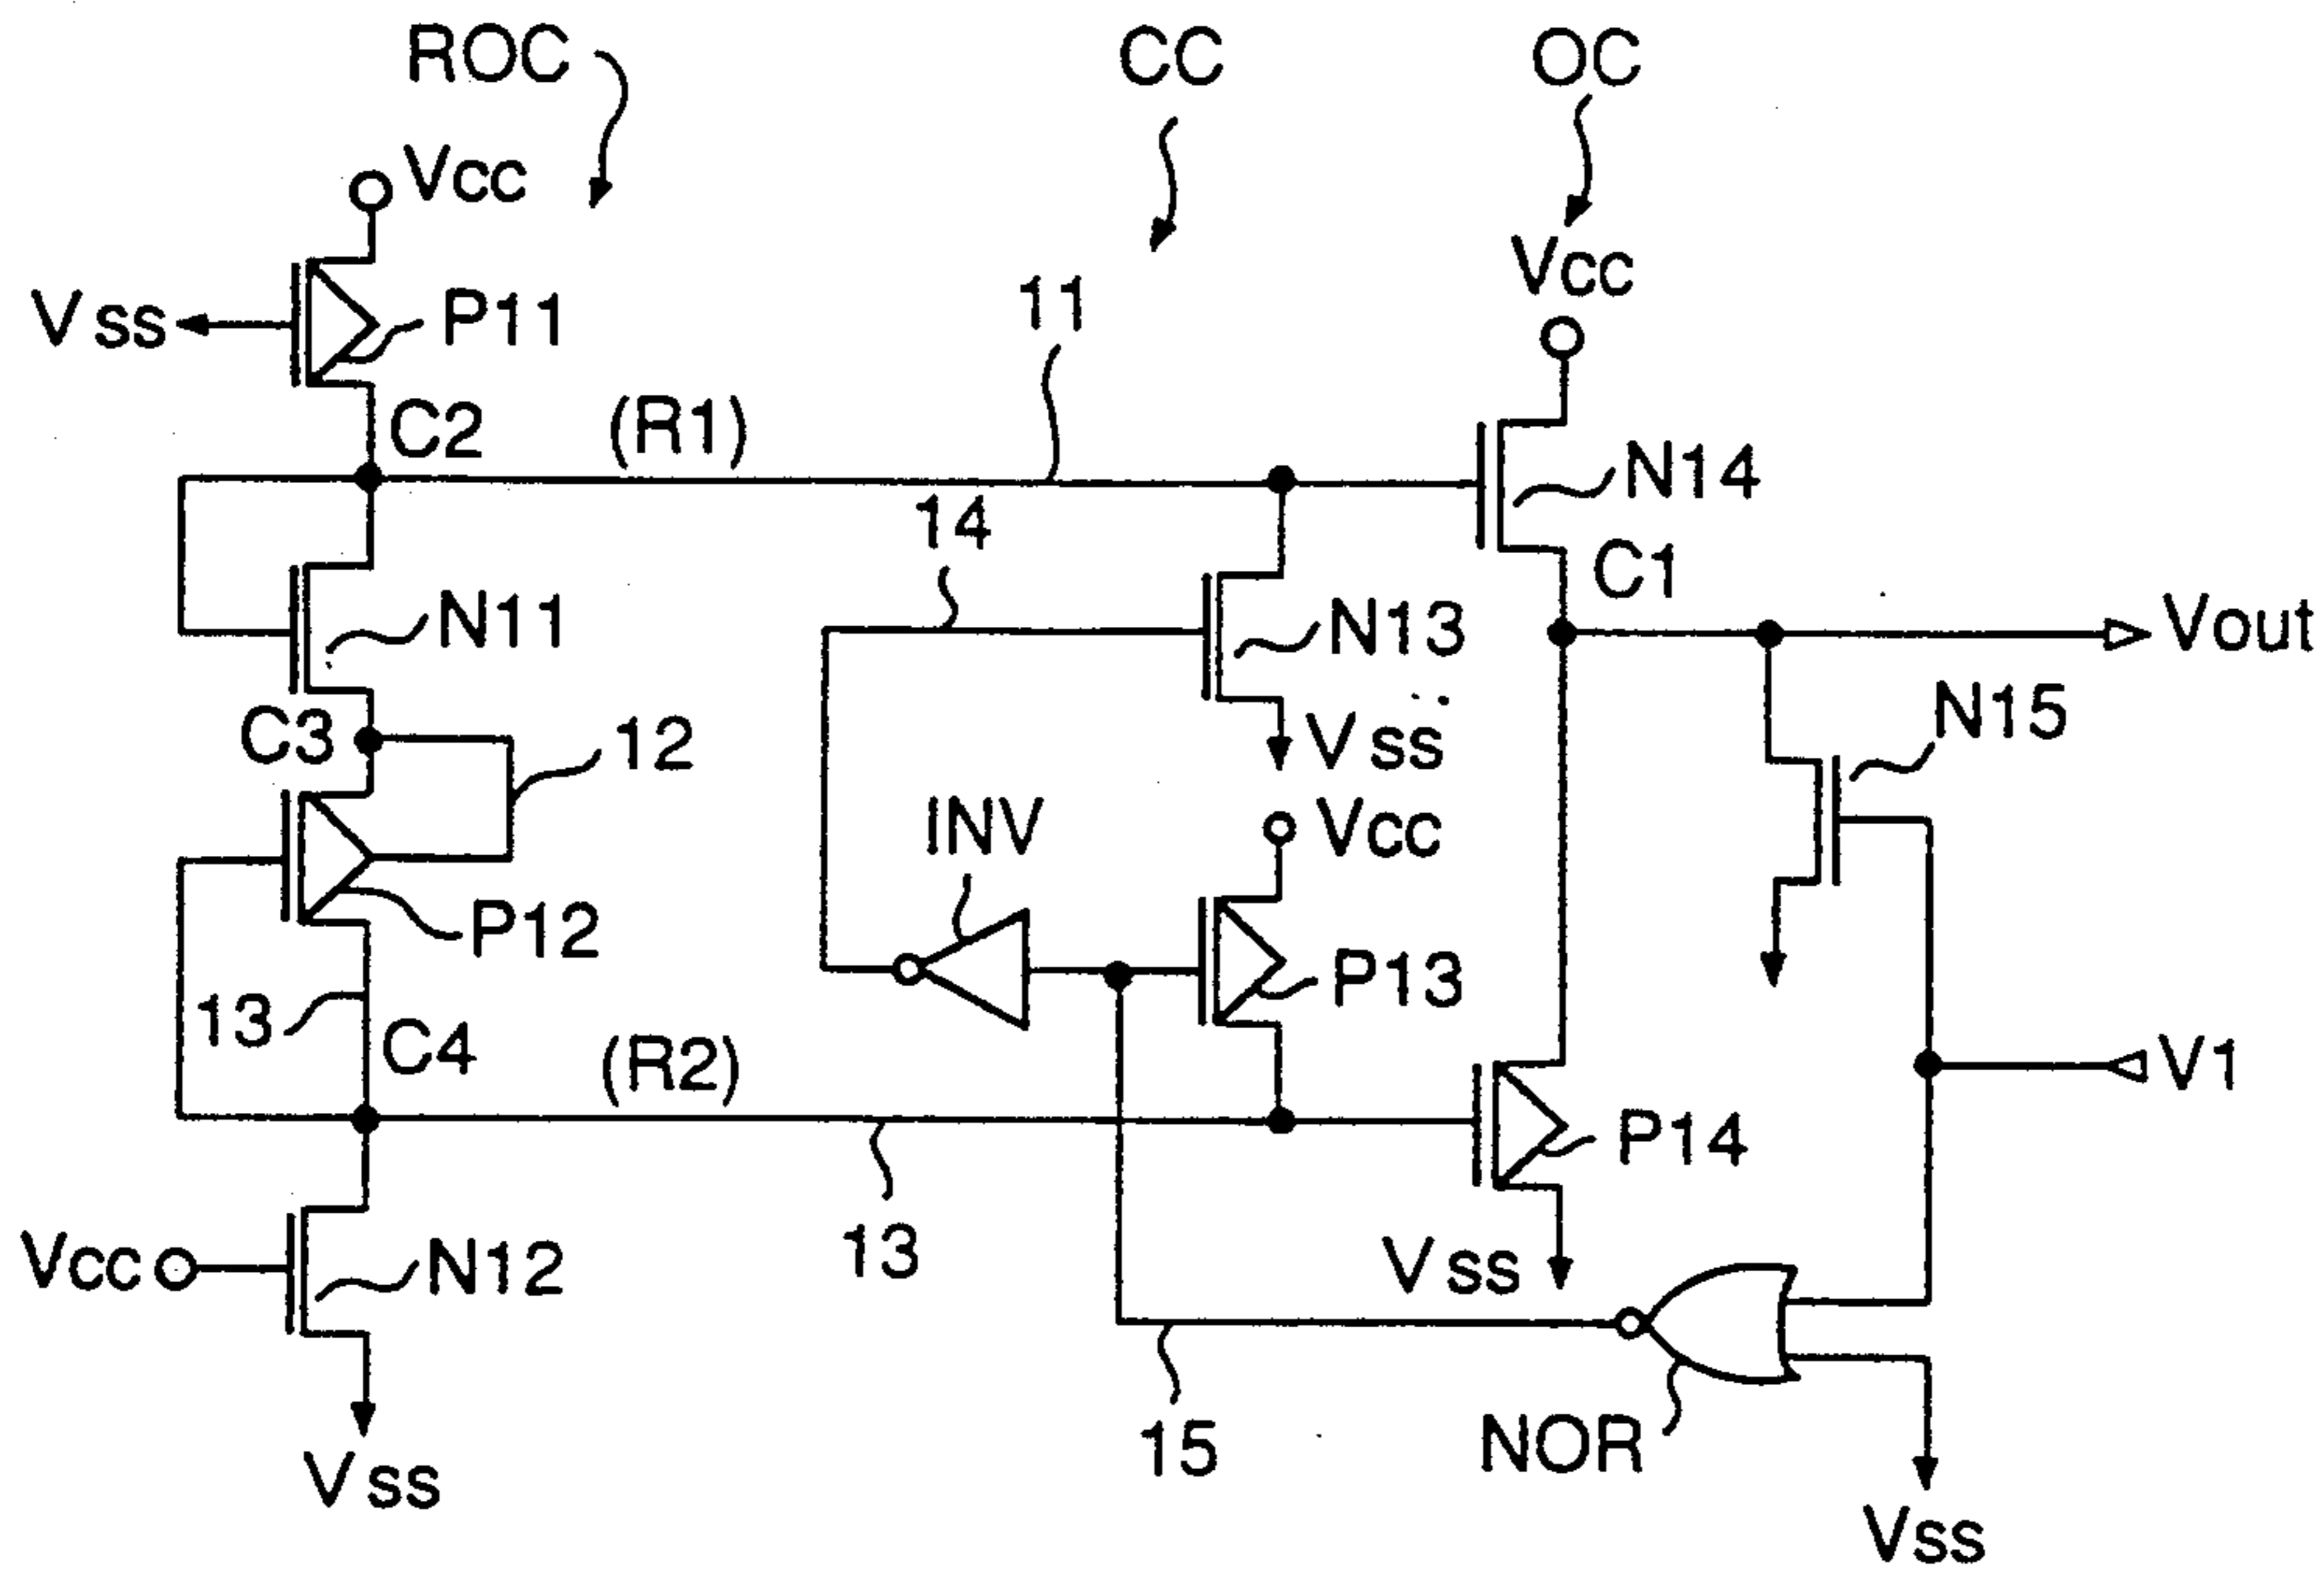 ROC
CC
OC
Vcc
Vcc
Vss
P11
11
C2
(R1)
N14
14
C1
N11
N13
Vout
C3
12
Vss
N15
INV
Vcc
P12
P13
13
C4
(R2)
V1
P14
13
Vcc
N12
Vss
15
NOR
Vss
Vss